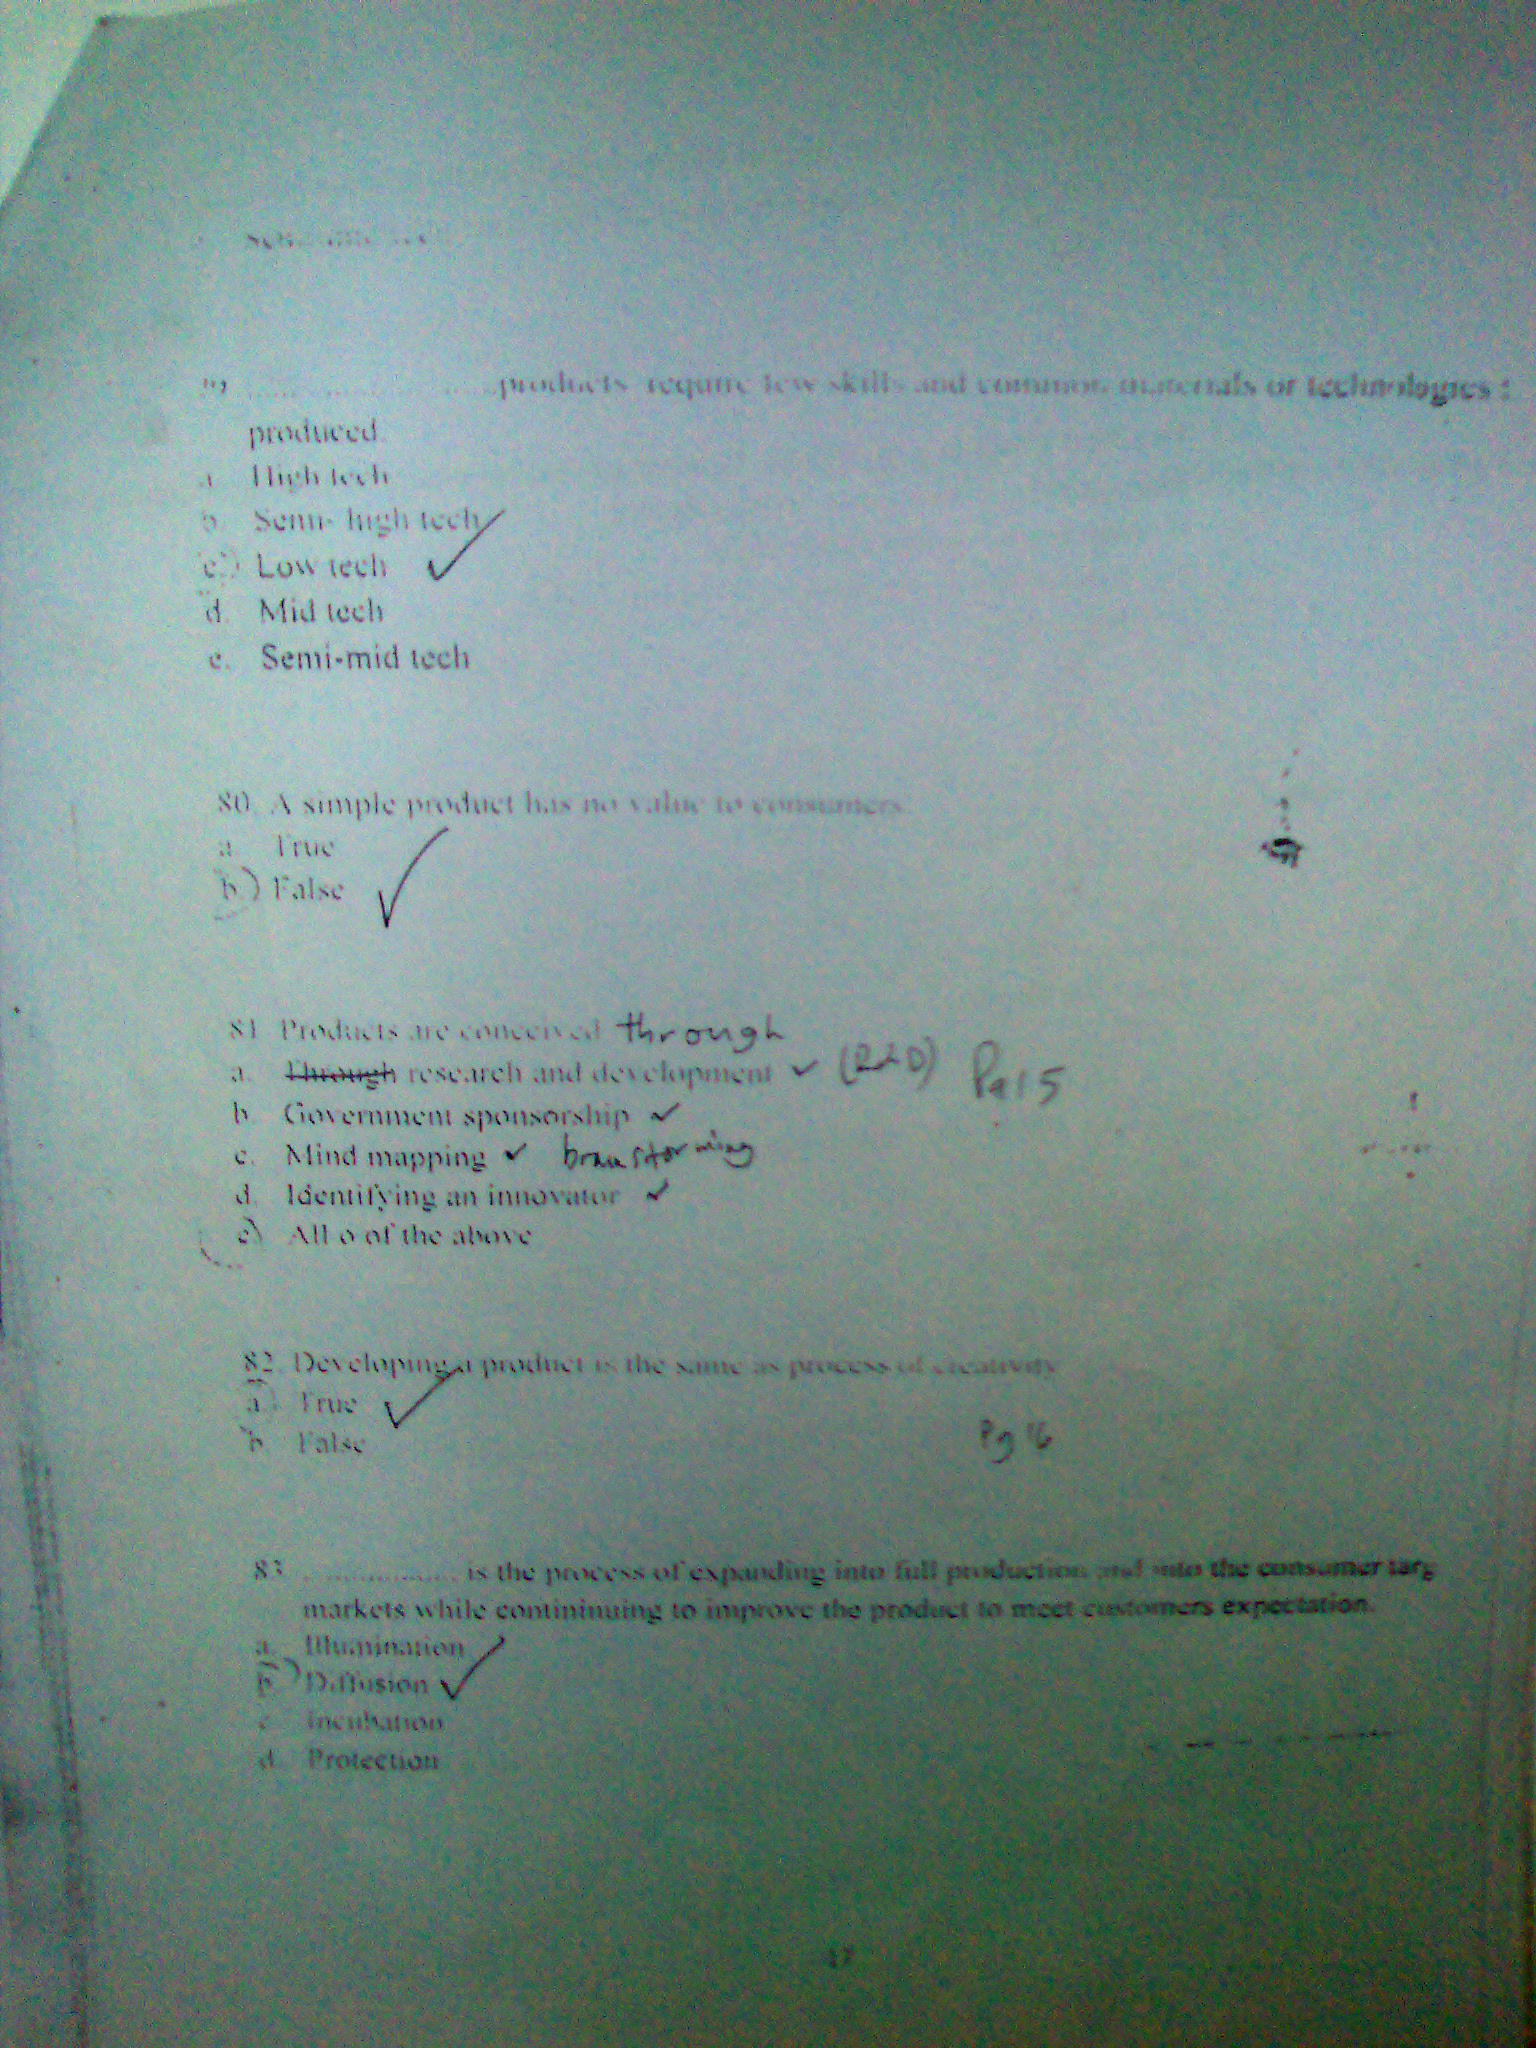 products require few skills and common materials or technologies :
produced.
High tech
b. Semi- high tech
c. Low tech
d. Mid tech
e. Semi-mid tech
80. A simple product has no value to consumers.
a. True
b. False
81. Products are conceived through
a. Through research and development (R&D) Pg 15
b. Government sponsorship
c. Mind mapping brainstorming
d. Identifying an innovator
e. All o of the above
82. Developing a product is the same as process of creativity
a. True
b. False
Pg 16
83. ............... is the process of expanding into full production and into the consumer targ
markets while contininuing to improve the product to meet customers expectation.
a. Illumination
b. Diffusion
c. Incubation
d. Protection